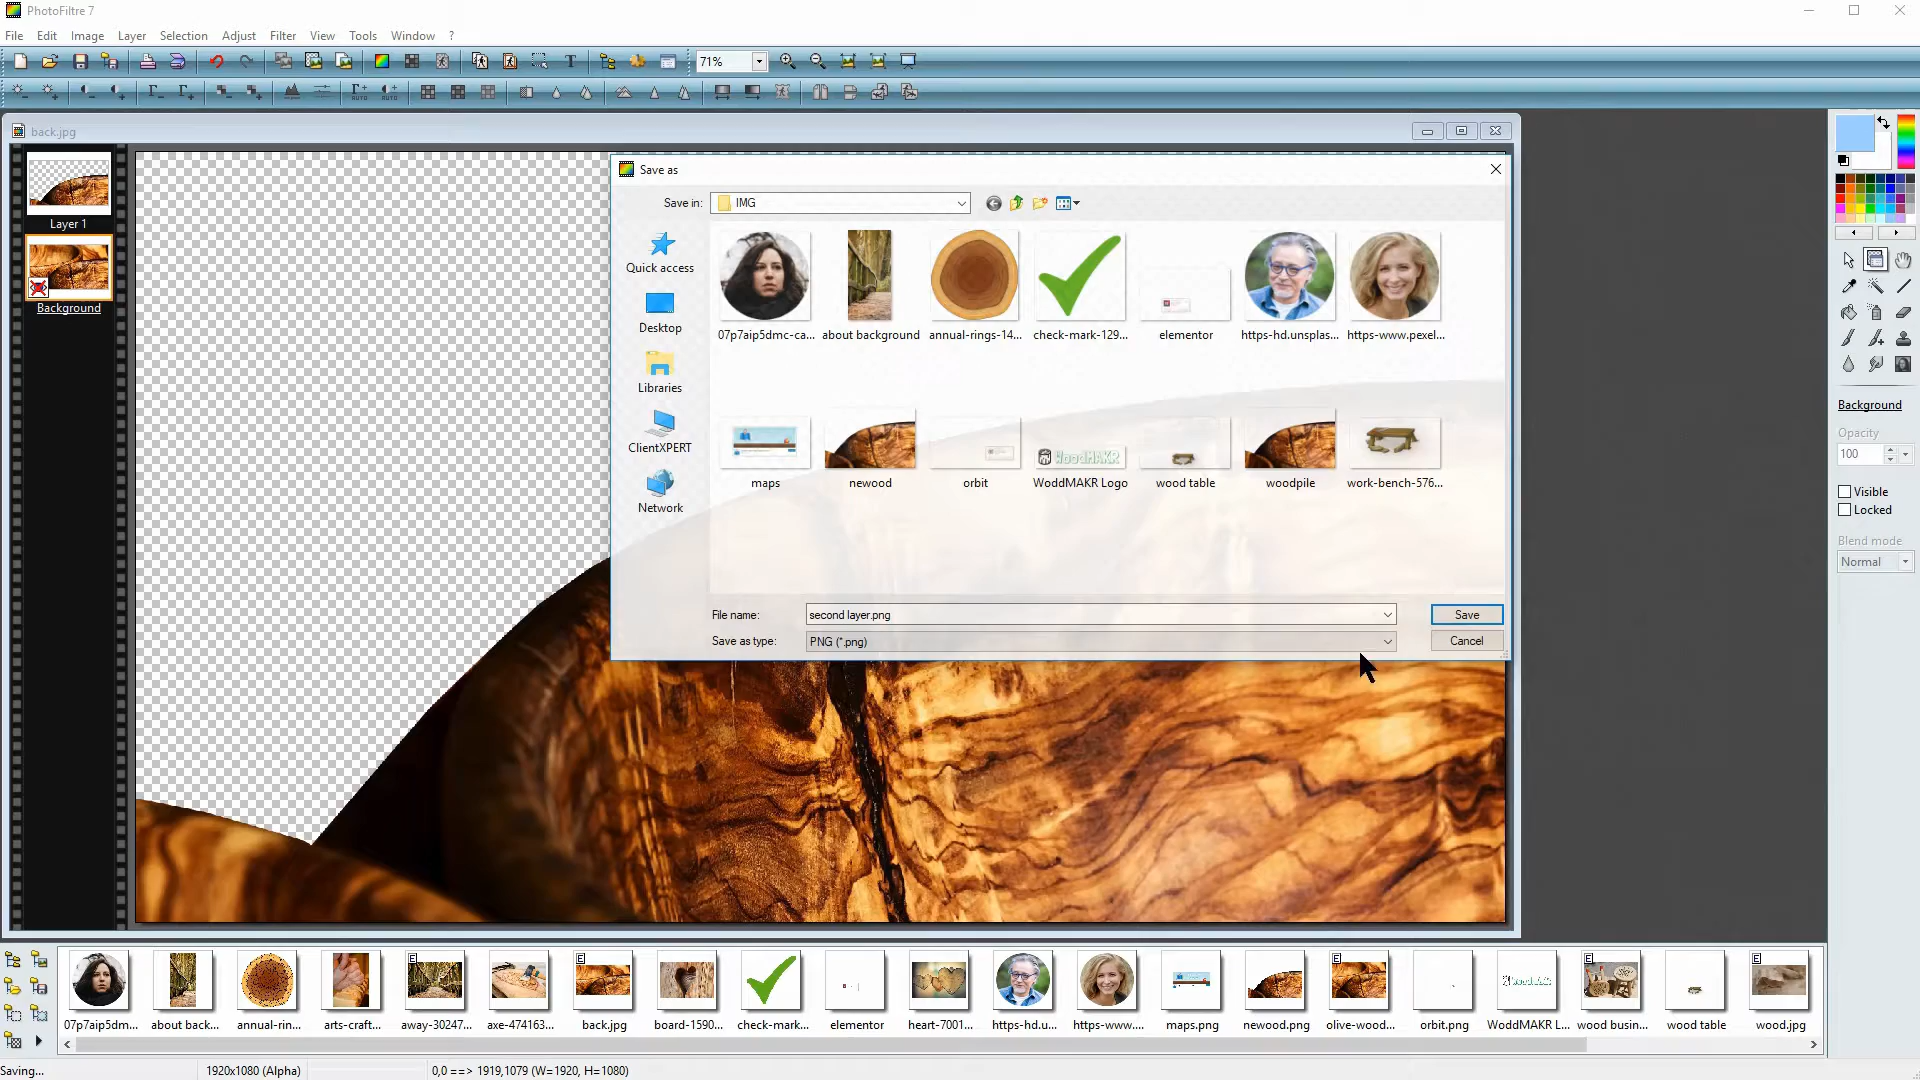 PhotoFiltre 7
File Edit Image Layer Selection Adjust Filter View Tools Window ?
71%
back.jpg
Layer 1
Background
Save as
Save in: IMG
Quick access
Desktop
Libraries
ClientXPERT
Network
07p7aip5dmc-ca... about background annual-rings-14... check-mark-129... elementor https-hd.unsplas... https-www.pexel...
maps newood orbit WoddMAKR Logo wood table woodpile work-bench-576...
File name: second layer.png Save
Save as type: PNG (*.png) Cancel
Background
Opacity
100
Visible
Locked
Blend mode
Normal
07p7aip5dm... about back... annual-rin... arts-craft... away-30247... axe-474163... back.jpg board-1590... check-mark... elementor heart-7001... https-hd.u... https-www.... maps.png newood.png olive-wood... orbit.png WoddMAKR L... wood busin... wood table wood.jpg
Saving... 1920x1080 (Alpha) 0,0 ==> 1919,1079 (W=1920, H=1080)